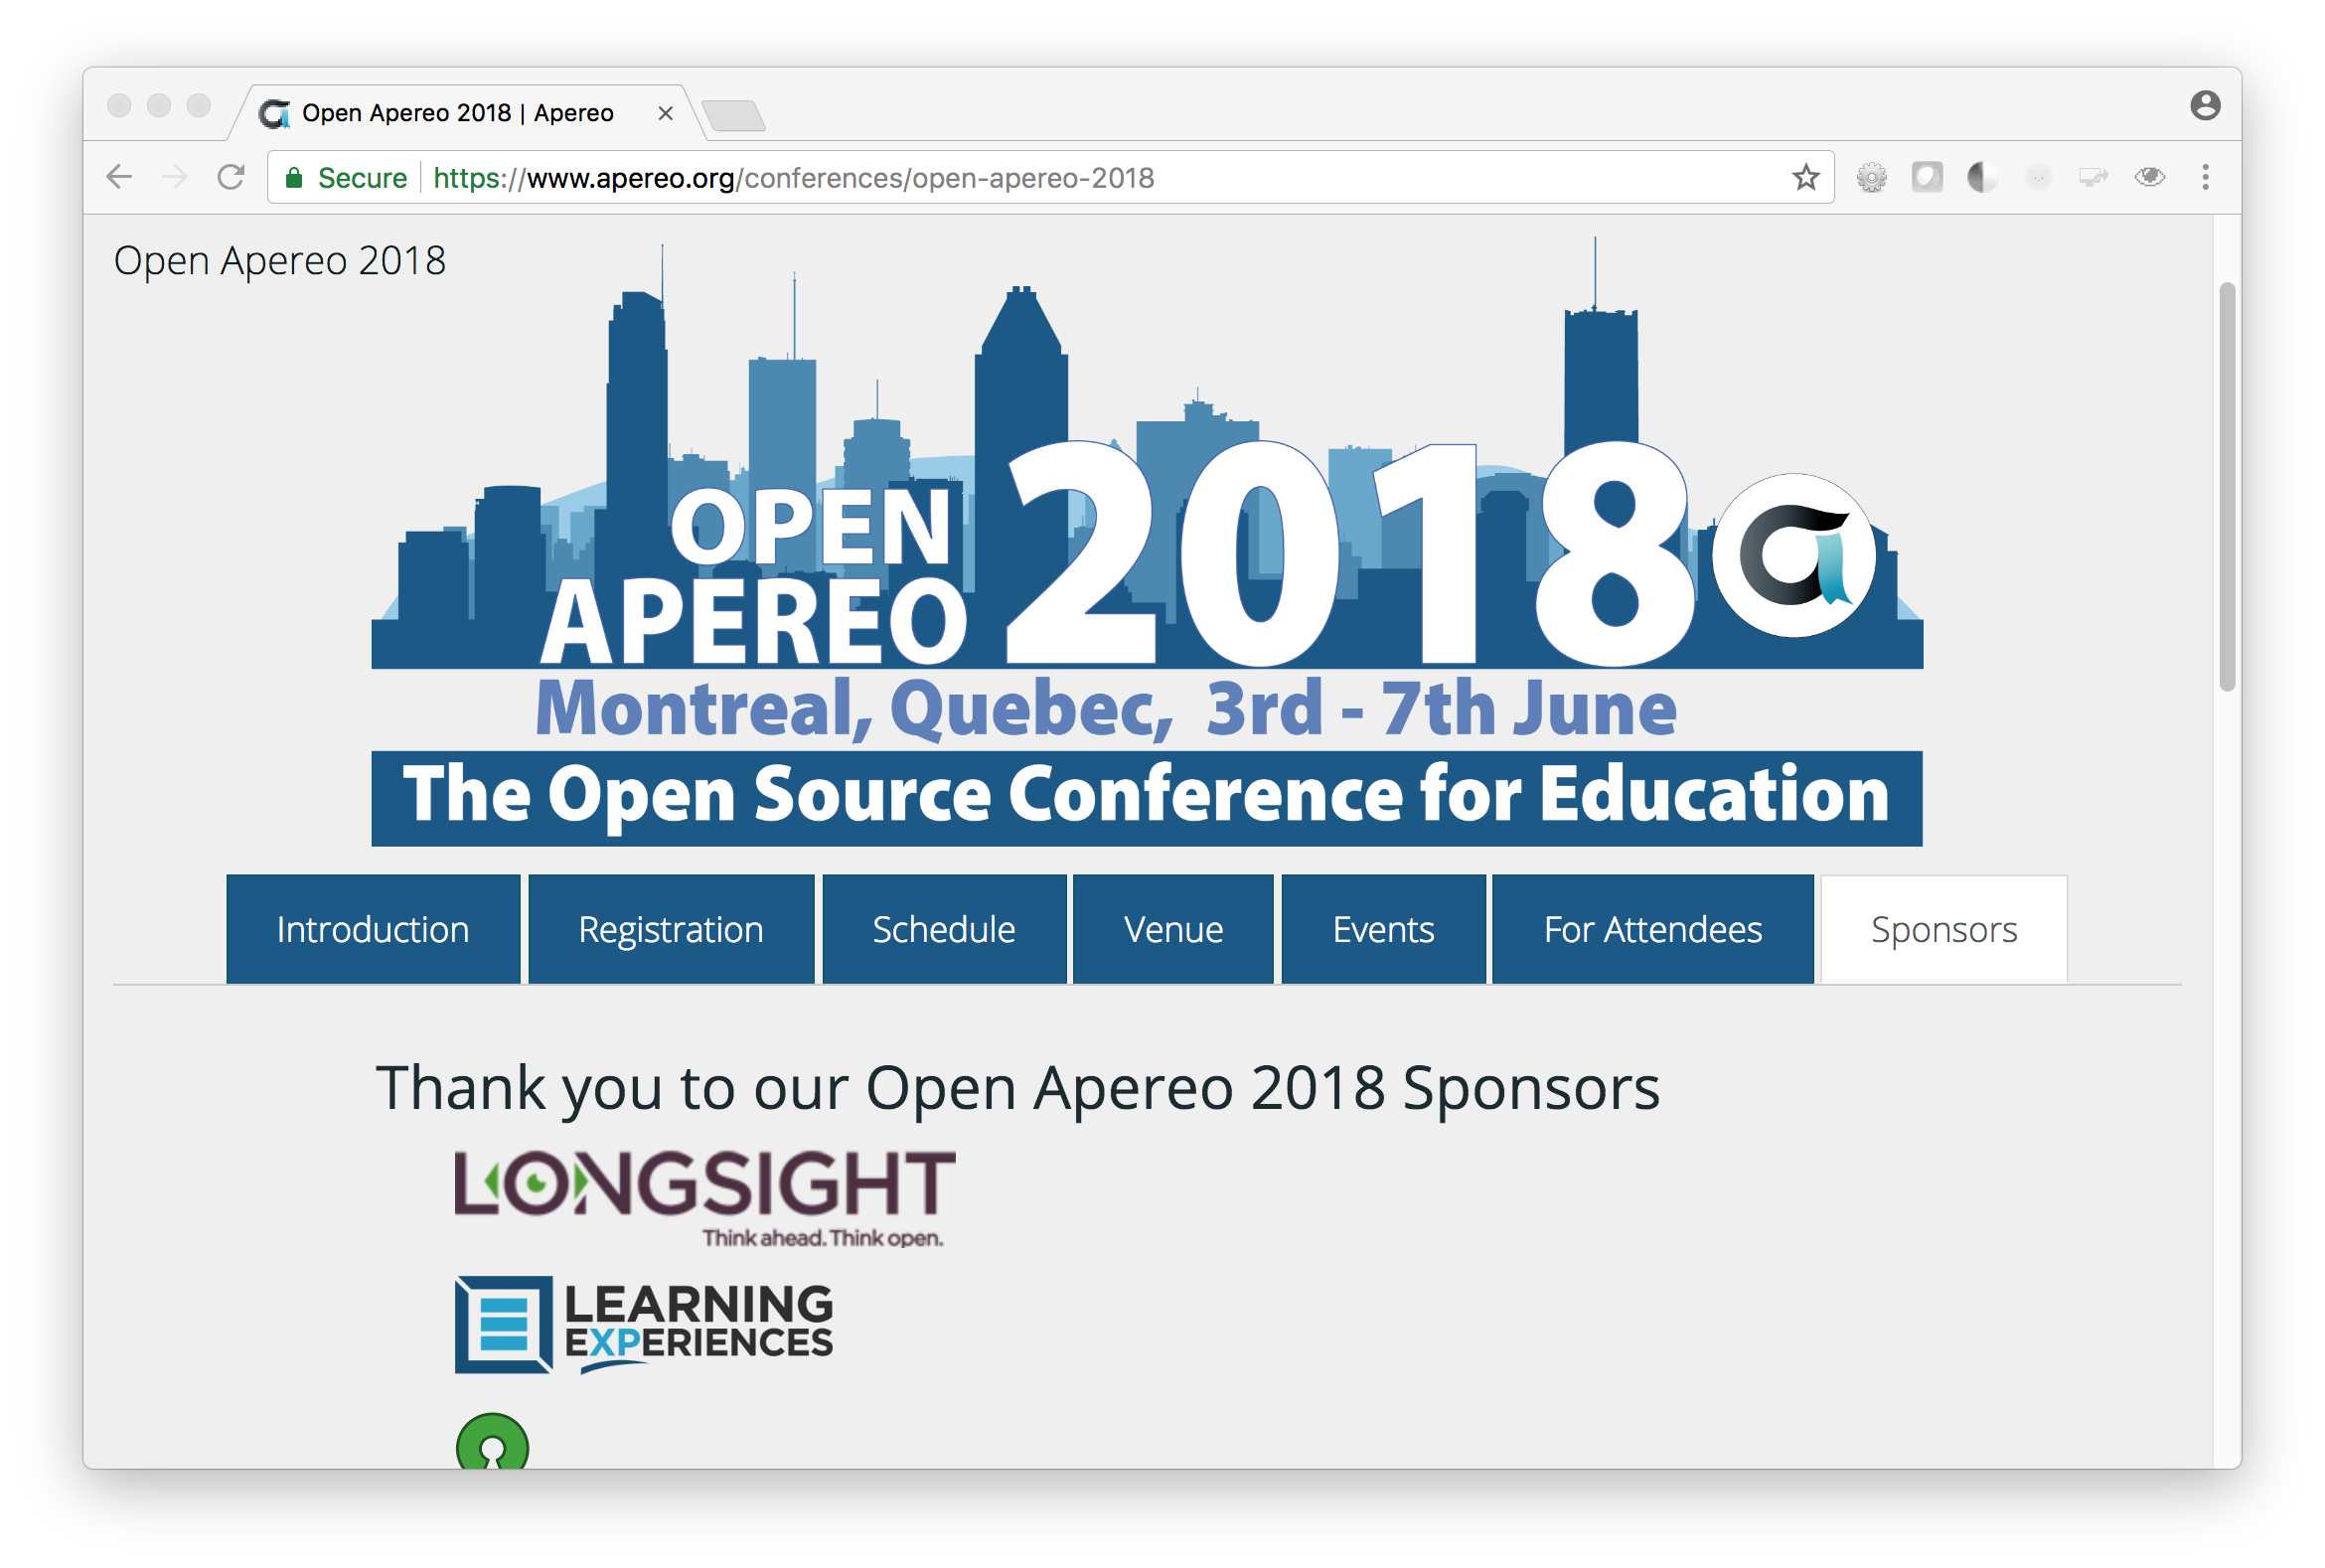 Open Apereo 2018 | Apereo
Secure https://www.apereo.org/conferences/open-apereo-2018
Open Apereo 2018
OPEN
APEREO 2018
Montreal, Quebec, 3rd - 7th June
The Open Source Conference for Education
Introduction Registration Schedule Venue Events For Attendees Sponsors
Thank you to our Open Apereo 2018 Sponsors
LONGSIGHT
Think ahead. Think open.
LEARNING
EXPERIENCES